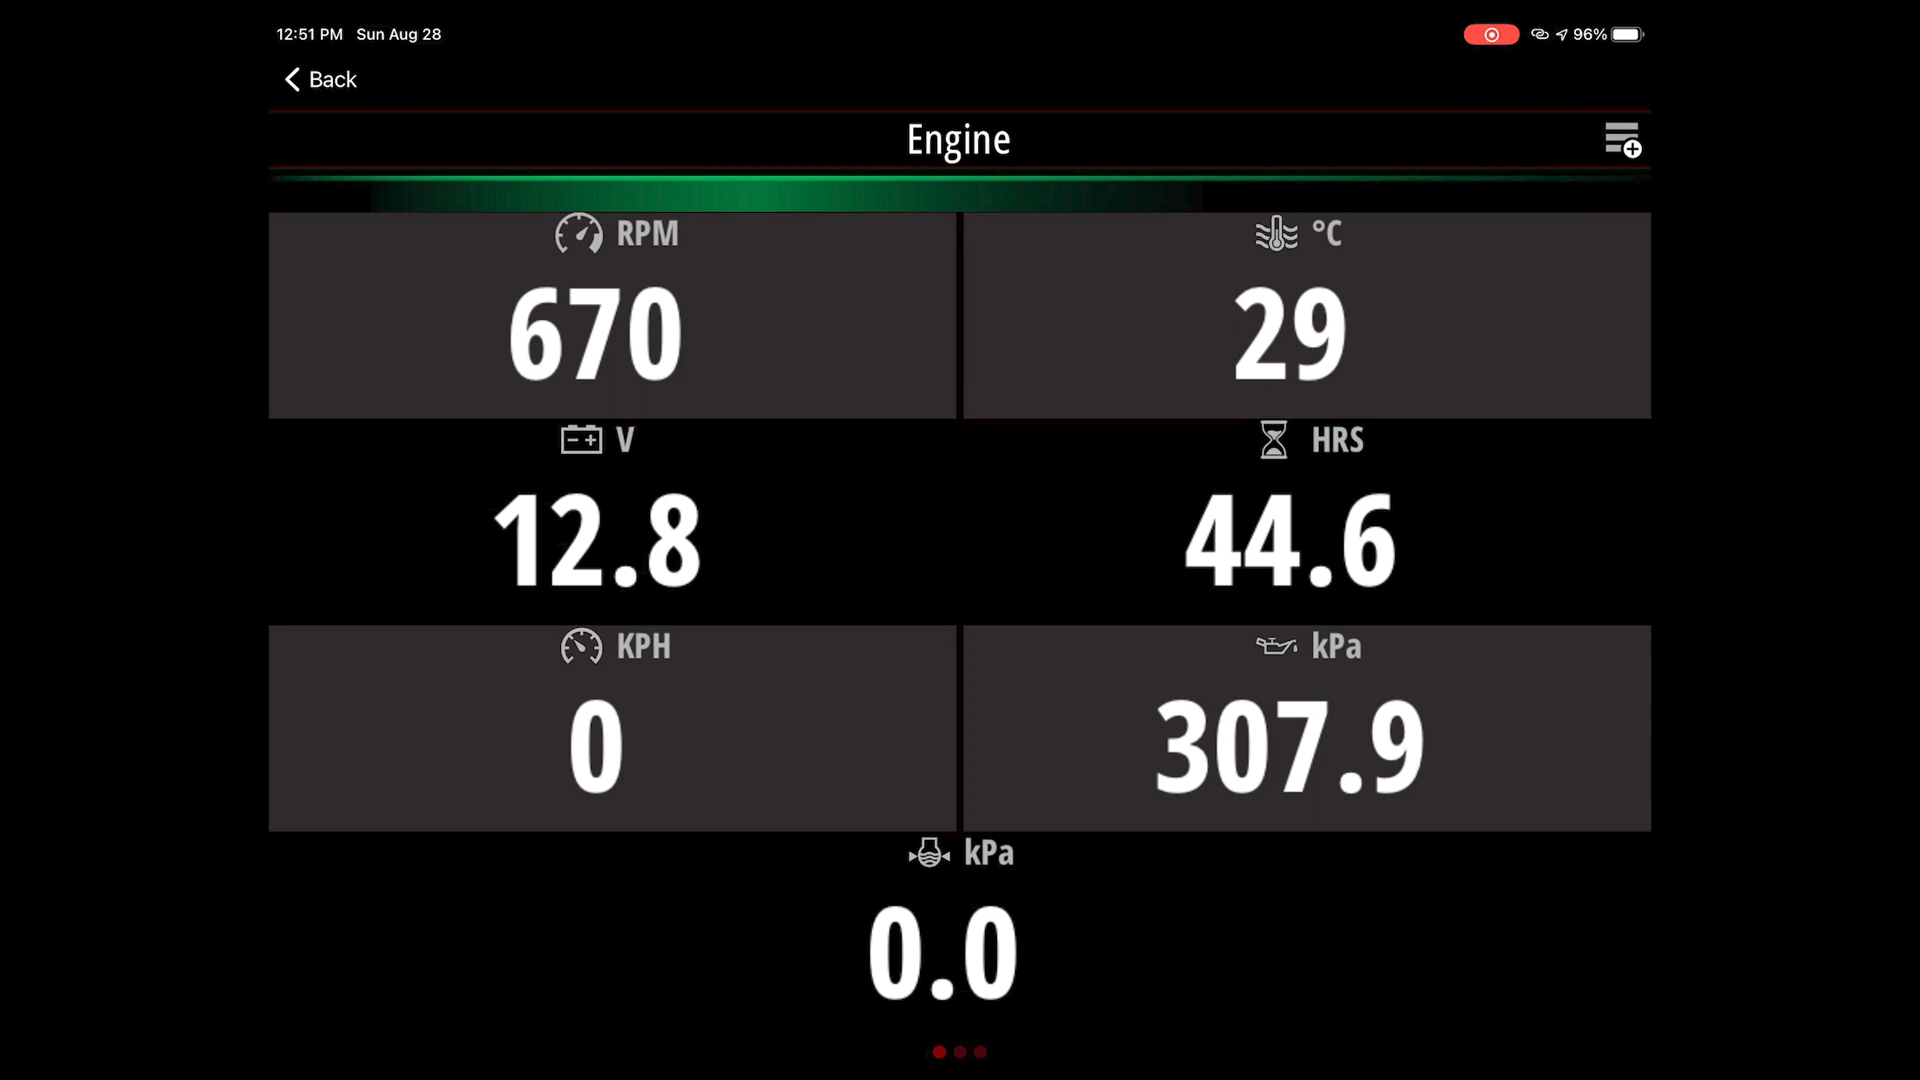 12:51 PM Sun Aug 28 96%
Back
Engine
RPM
670
°C
29
V
12.8
HRS
44.6
KPH
0
kPa
307.9
kPa
0.0